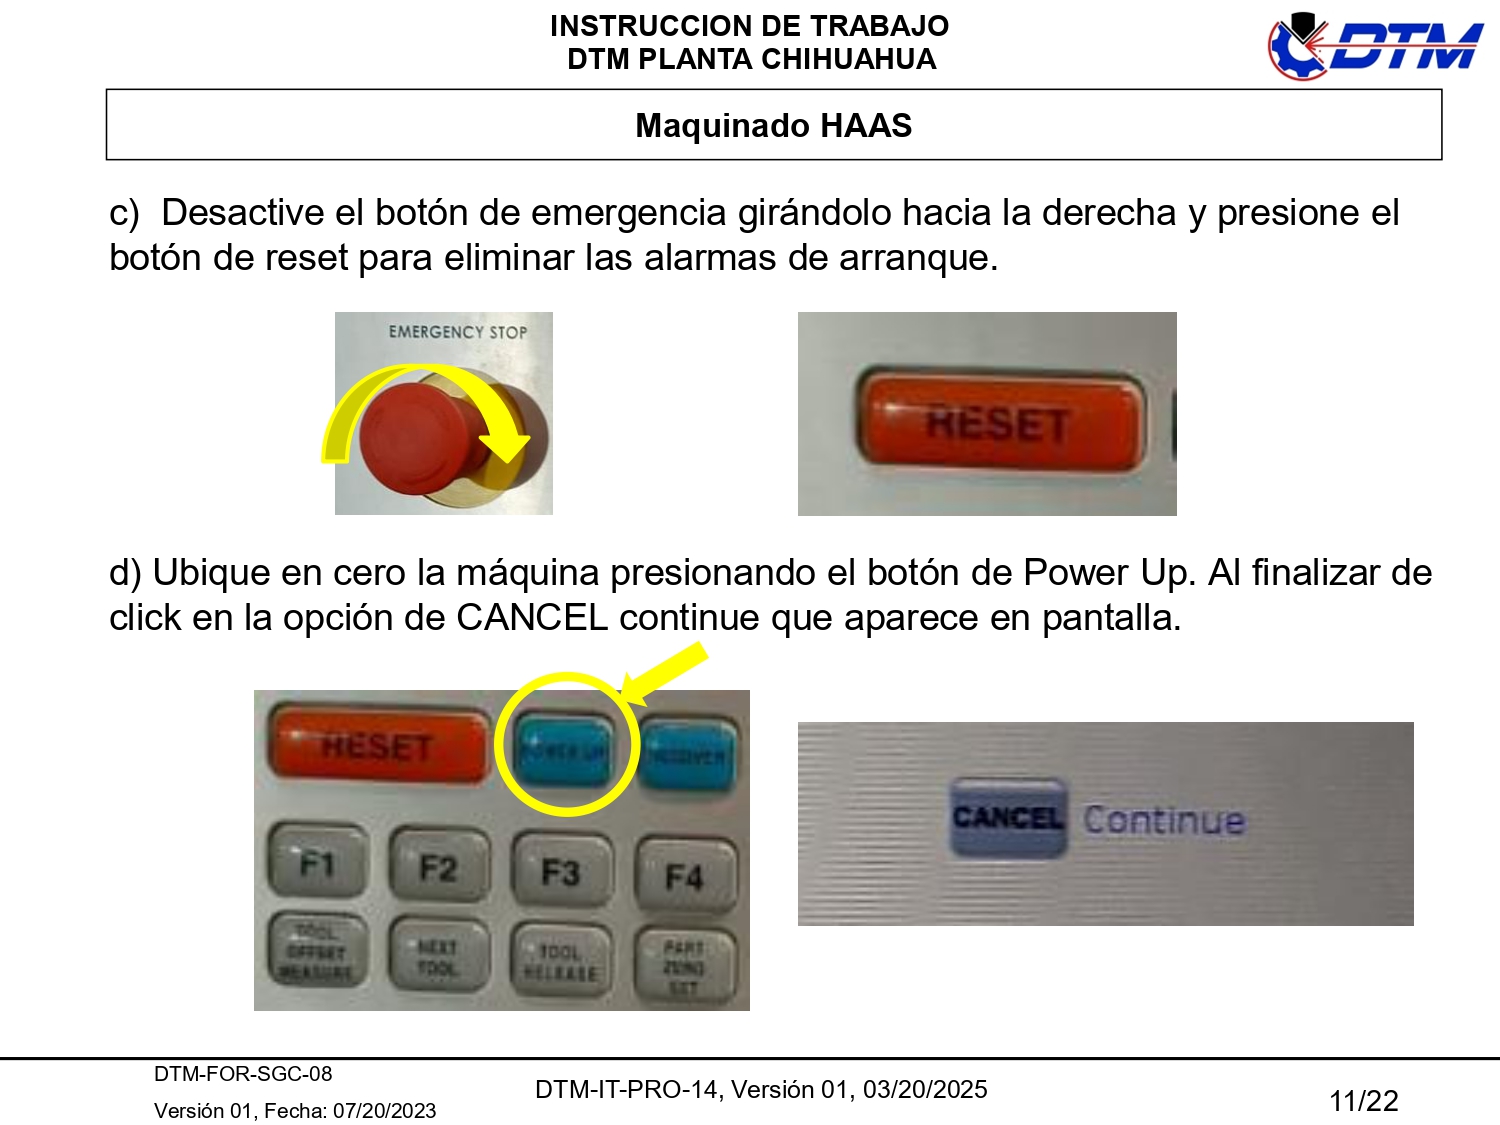 INSTRUCCION DE TRABAJO
DTM PLANTA CHIHUAHUA
DTM
Maquinado HAAS
c)  Desactive el botón de emergencia girándolo hacia la derecha y presione el
botón de reset para eliminar las alarmas de arranque.
EMERGENCY STOP
RESET
d) Ubique en cero la máquina presionando el botón de Power Up. Al finalizar de
click en la opción de CANCEL continue que aparece en pantalla.
RESET POWER UP RECOVER
F1 F2 F3 F4
TOOL OFFSET MEASURE
NEXT TOOL
TOOL RELEASE
PART ZERO SET
CANCEL Continue
DTM-FOR-SGC-08
Versión 01, Fecha: 07/20/2023
DTM-IT-PRO-14, Versión 01, 03/20/2025
11/22